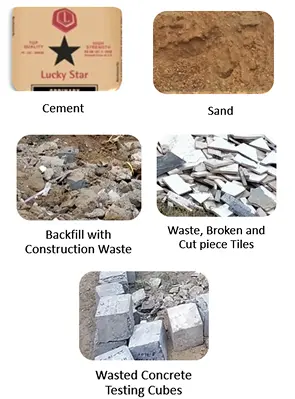 L
TOP
QUALITY
HIGH
STRENGTH
Lucky Star
Cement
Sand
Backfill with
Construction Waste
Waste, Broken and
Cut piece Tiles
Wasted Concrete
Testing Cubes